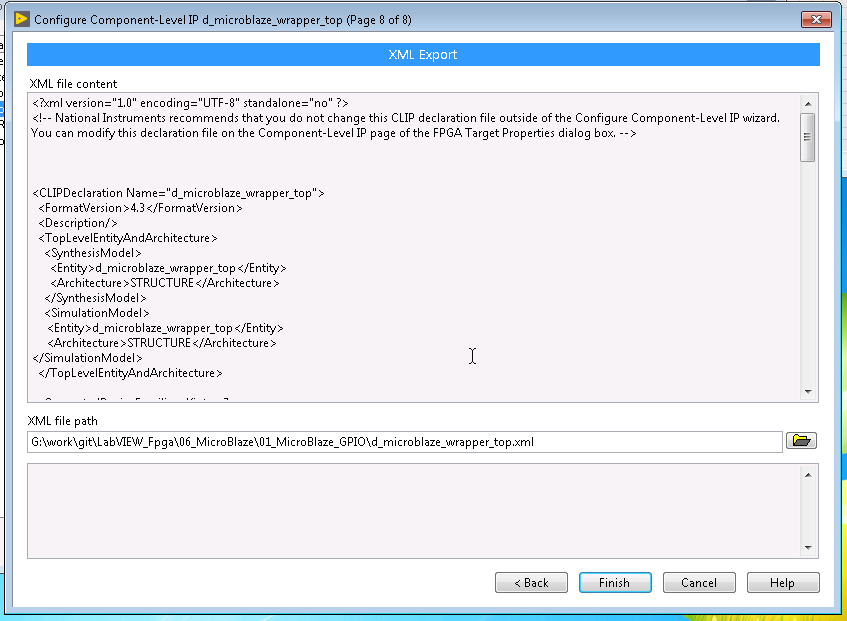 Configure Component-Level IP d_microblaze_wrapper_top (Page 8 of 8)
XML Export
XML file content
<?xml version="1.0" encoding="UTF-8" standalone="no" ?>
<!-- National Instruments recommends that you do not change this CLIP declaration file outside of the Configure Component-Level IP wizard.
You can modify this declaration file on the Component-Level IP page of the FPGA Target Properties dialog box. -->
<CLIPDeclaration Name="d_microblaze_wrapper_top">
<FormatVersion>4.3</FormatVersion>
<Description/>
<TopLevelEntityAndArchitecture>
<SynthesisModel>
<Entity>d_microblaze_wrapper_top</Entity>
<Architecture>STRUCTURE</Architecture>
</SynthesisModel>
<SimulationModel>
<Entity>d_microblaze_wrapper_top</Entity>
<Architecture>STRUCTURE</Architecture>
</SimulationModel>
</TopLevelEntityAndArchitecture>
XML file path
G:\work\git\LabVIEW_Fpga\06_MicroBlaze\01_MicroBlaze_GPIO\d_microblaze_wrapper_top.xml
< Back
Finish
Cancel
Help